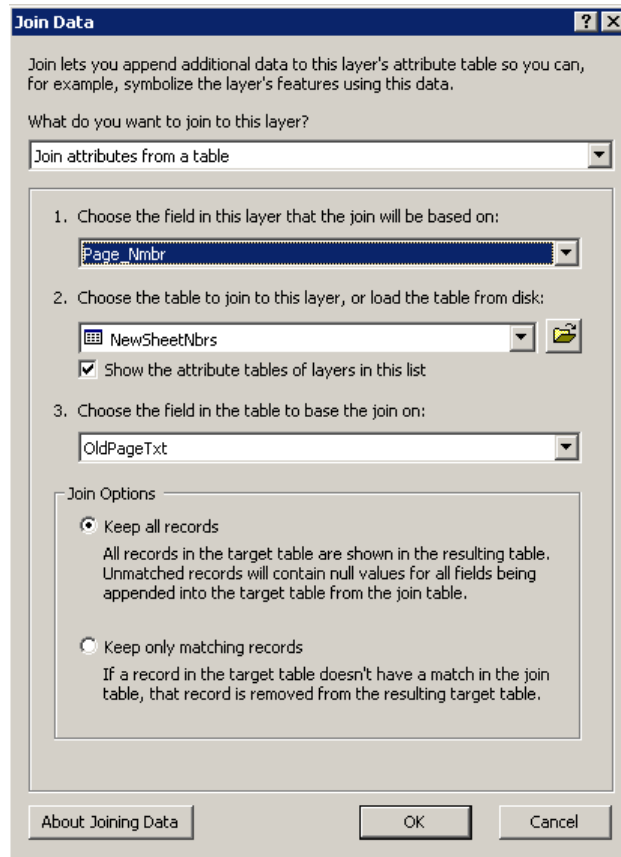 Join Data
Join lets you append additional data to this layer's attribute table so you can,
for example, symbolize the layer's features using this data.
What do you want to join to this layer?
Join attributes from a table
1. Choose the field in this layer that the join will be based on:
Page_Nmbr
2. Choose the table to join to this layer, or load the table from disk:
NewSheetNbrs
Show the attribute tables of layers in this list
3. Choose the field in the table to base the join on:
OldPageTxt
Join Options
Keep all records
All records in the target table are shown in the resulting table.
Unmatched records will contain null values for all fields being
appended into the target table from the join table.
Keep only matching records
If a record in the target table doesn't have a match in the join
table, that record is removed from the resulting target table.
About Joining Data
OK
Cancel